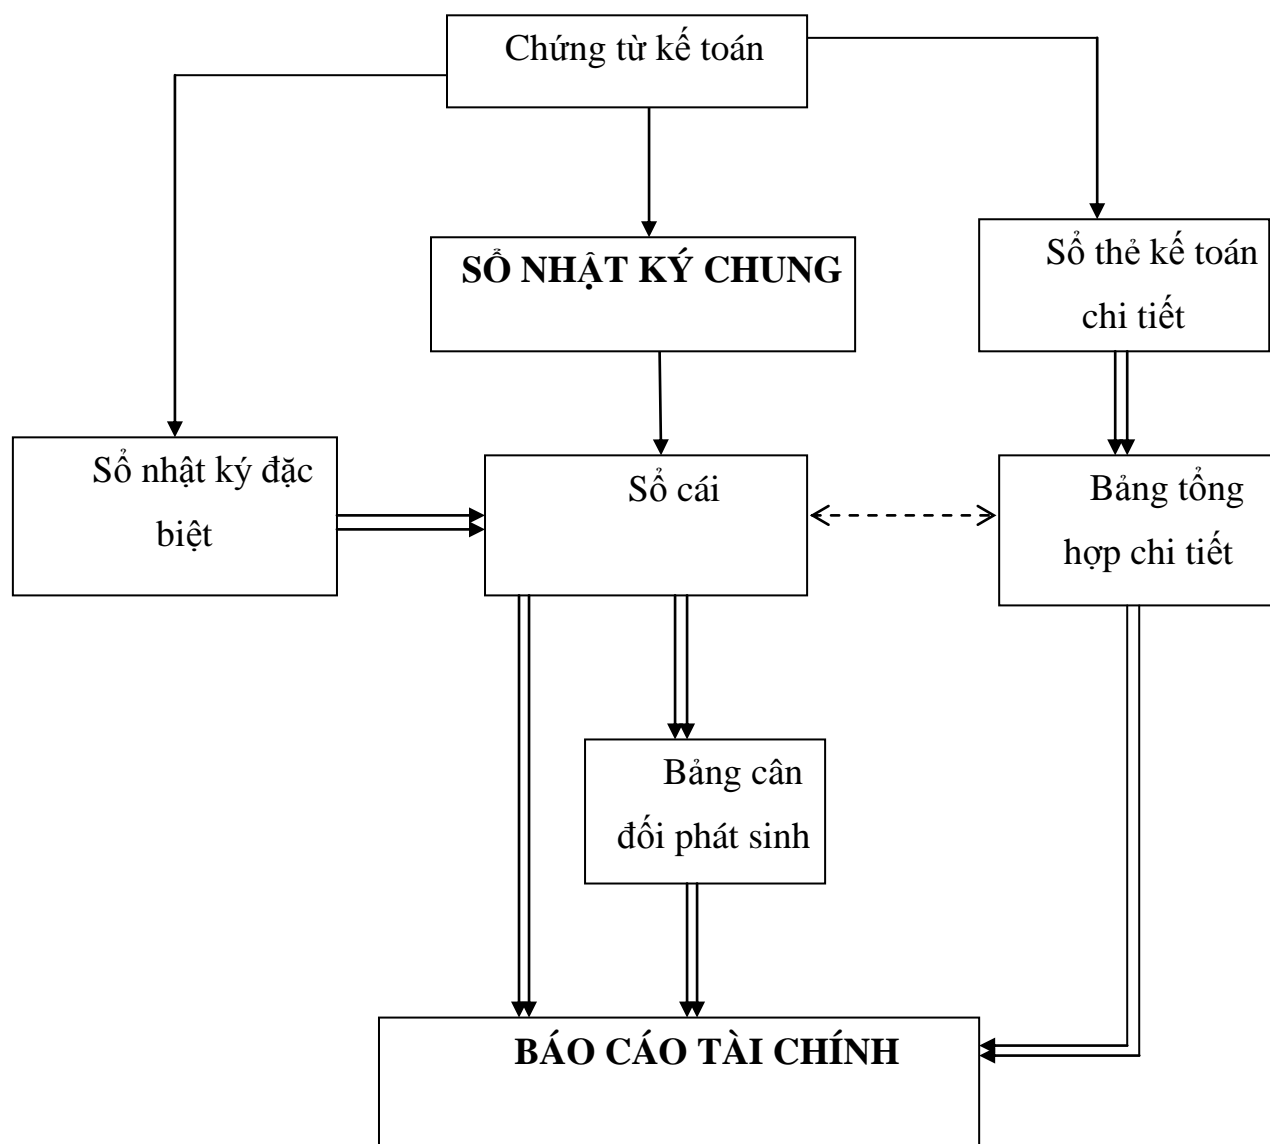 Chứng từ kế toán
SỔ NHẬT KÝ CHUNG
Sổ thẻ kế toán
chi tiết
Sổ nhật ký đặc
biệt
Sổ cái
Bảng tổng
hợp chi tiết
Bảng cân
đối phát sinh
BÁO CÁO TÀI CHÍNH